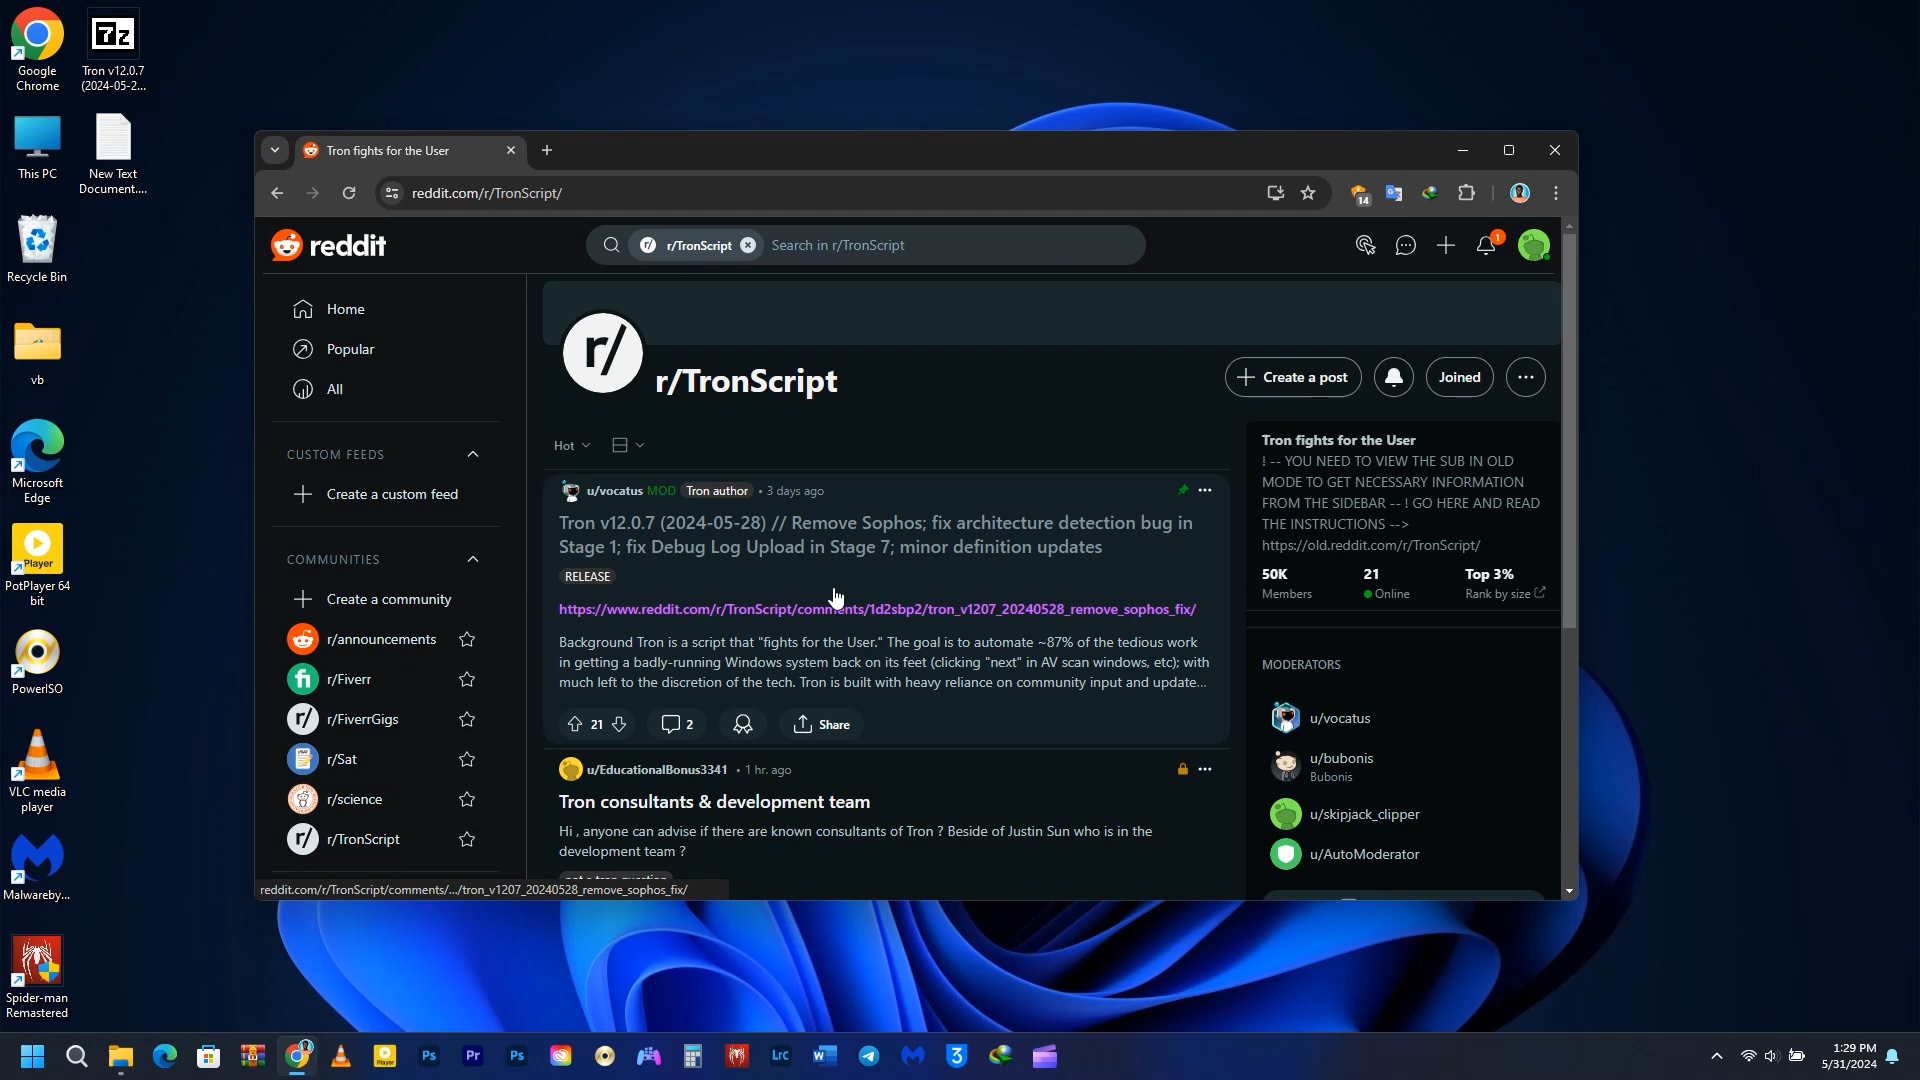 Google
Chrome
Tron v12.0.7
(2024-05-2...
This PC
New Text
Document....
Recycle Bin
vb
Microsoft
Edge
Player
PotPlayer 64
bit
PowerISO
VLC media
player
Malwareby...
Spider-man
Remastered
7z
Tron fights for the User
reddit.com/r/TronScript/
14
reddit
r/TronScript
Search in r/TronScript
1
Home
Popular
All
CUSTOM FEEDS
Create a custom feed
COMMUNITIES
Create a community
r/announcements
r/Fiverr
r/FiverrGigs
r/Sat
r/science
r/TronScript
reddit.com/r/TronScript/comments/.../tron_v1207_20240528_remove_sophos_fix/
r/
r/TronScript
Create a post
Joined
Hot
u/vocatus MOD Tron author • 3 days ago
Tron v12.0.7 (2024-05-28) // Remove Sophos; fix architecture detection bug in
Stage 1; fix Debug Log Upload in Stage 7; minor definition updates
RELEASE
https://www.reddit.com/r/TronScript/comments/1d2sbp2/tron_v1207_20240528_remove_sophos_fix/
Background Tron is a script that "fights for the User." The goal is to automate ~87% of the tedious work
in getting a badly-running Windows system back on its feet (clicking "next" in AV scan windows, etc); with
much left to the discretion of the tech. Tron is built with heavy reliance on community input and update...
21
2
Share
u/EducationalBonus3341 • 1 hr. ago
Tron consultants & development team
Hi , anyone can advise if there are known consultants of Tron ? Beside of Justin Sun who is in the
development team ?
Tron fights for the User
! -- YOU NEED TO VIEW THE SUB IN OLD
MODE TO GET NECESSARY INFORMATION
FROM THE SIDEBAR -- ! GO HERE AND READ
THE INSTRUCTIONS -->
https://old.reddit.com/r/TronScript/
50K
21
Top 3%
Members
Online
Rank by size
MODERATORS
u/vocatus
u/bubonis
Bubonis
u/skipjack_clipper
u/AutoModerator
Ps
Pr
Ps
Lrc
W
3
1:29 PM
5/31/2024